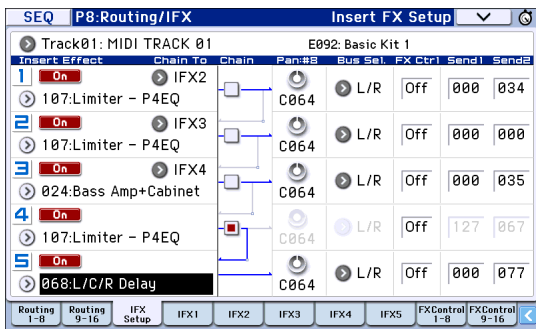 SEQ P8:Routing/IFX Insert FX Setup
Track01: MIDI TRACK 01 E092: Basic Kit 1
Insert Effect Chain To Chain Pan:#8 Bus Sel. FX Ctrl Send1 Send2
1 On IFX2
107:Limiter - P4EQ C064 L/R Off 000 034
2 On IFX3
107:Limiter - P4EQ C064 L/R Off 000 000
3 On IFX4
024:Bass Amp+Cabinet C064 L/R Off 000 035
4 On
107:Limiter - P4EQ C064 L/R Off 127 067
5 On
068:L/C/R Delay C064 L/R Off 000 077
Routing 1-8 Routing 9-16 IFX Setup IFX1 IFX2 IFX3 IFX4 IFX5 FXControl 1-8 FXControl 9-16